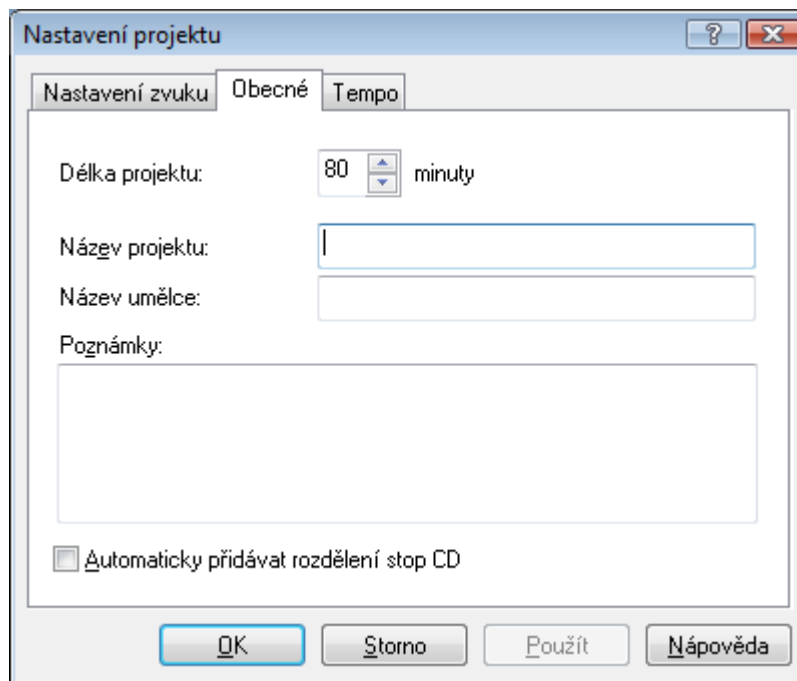 Nastavení projektu
Nastavení zvuku Obecné Tempo
Délka projektu: 80 minuty
Název projektu:
Název umělce:
Poznámky:
Automaticky přidávat rozdělení stop CD
OK Storno Použít Nápověda